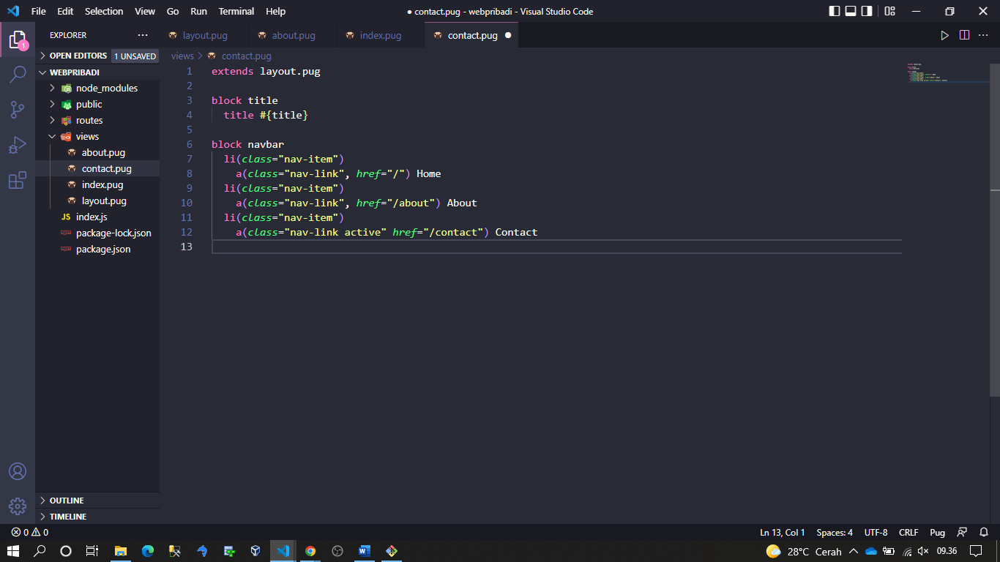 File Edit Selection View Go Run Terminal Help ● contact.pug - webpribadi - Visual Studio Code
EXPLORER ··· layout.pug about.pug index.pug contact.pug ●
1
OPEN EDITORS 1 UNSAVED
views > contact.pug
WEBPRIBADI
node_modules
public
routes
views
about.pug
contact.pug
index.pug
layout.pug
JS index.js
package-lock.json
package.json
1 extends layout.pug
2
3 block title
4 title #{title}
5
6 block navbar
7 li(class="nav-item")
8 a(class="nav-link", href="/") Home
9 li(class="nav-item")
10 a(class="nav-link", href="/about") About
11 li(class="nav-item")
12 a(class="nav-link active" href="/contact") Contact
13
OUTLINE
TIMELINE
0 0 Ln 13, Col 1 Spaces: 4 UTF-8 CRLF Pug
28°C Cerah 09.36